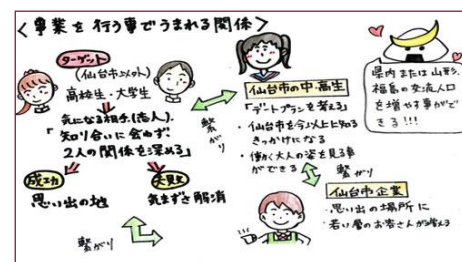 <事業を行う事でうまれる関係>
ターゲット
(仙台市以外)
高校生・大学生
気になる相手(恋人)、
「知り合いに会わず、
2人の関係を深める」
成功
思い出の地
失敗
気まずさ解消
繋がり
繋がり
仙台市の中・高生
「デートプランを考える」
・仙台市を今以上に知る
きっかけになる
・働く大人の姿を見る事
ができる
繋がり
仙台市企業
・思い出の場所に
若い層のお客さんが増える
県内または山形、
福島の交流人口
を増やす事ができ
る!!!